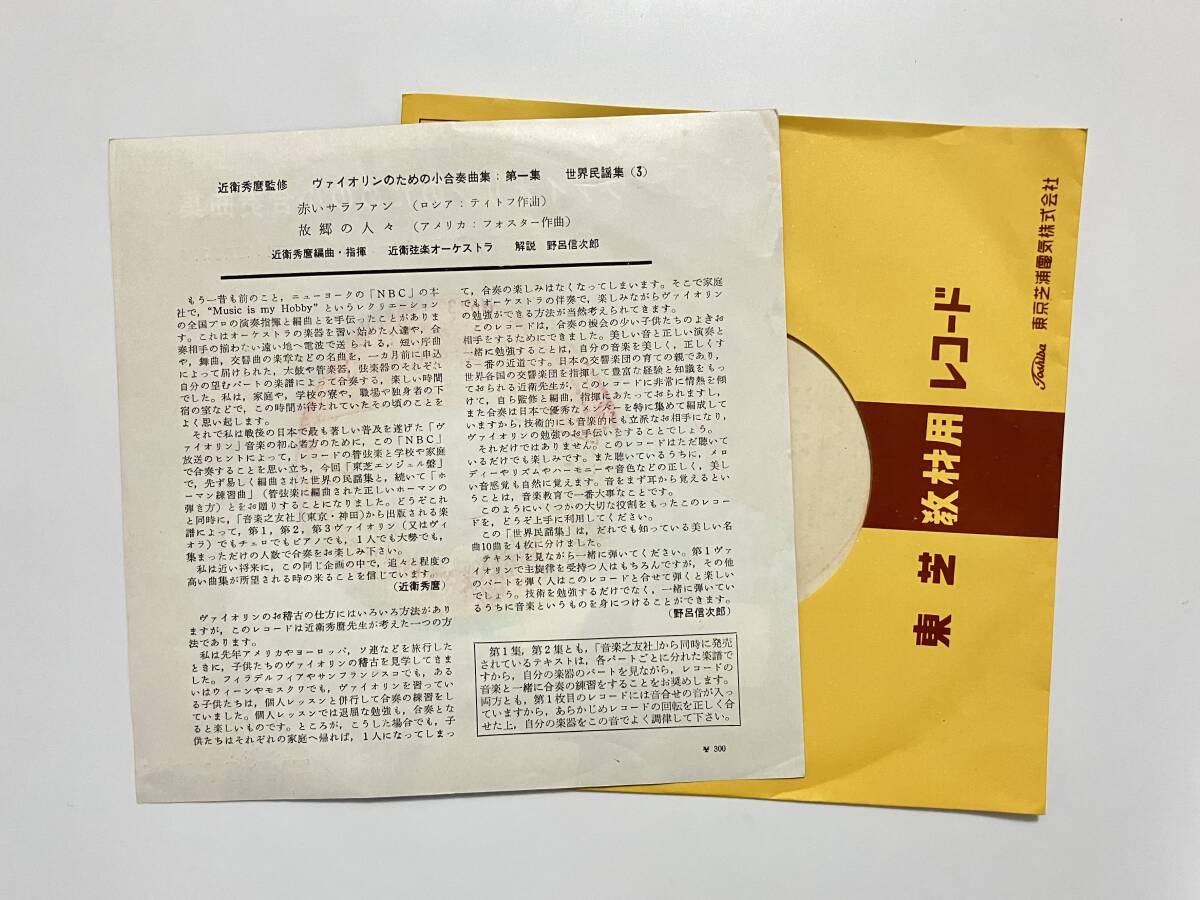 近衛秀麿監修　ヴァイオリンのための小合奏曲集：第一集　世界民謡集（3）
赤いサラファン　（ロシア：ティトフ作曲）
故郷の人々　（アメリカ：フォスター作曲）
近衛秀麿編曲・指揮　近衛弦楽オーケストラ　解説　野呂信次郎
もう一昔も前のこと，ニューヨークの「NBC」の本
社で，“Music is my Hobby”というレクリエーション
の全国プロの演奏指揮と編曲とを手伝ったことがありま
す。これはオーケストラの楽器を習い始めた人達や，合
奏相手の揃わない遠い地へ電波で送られる，短い序曲
や，舞曲，交響曲の楽章などの名曲を，一カ月前に申込
によって届けられた，太鼓や管楽器，弦楽器のそれぞれ
自分の望むパートの楽譜によって合奏する，楽しい時間
でした。私は，家庭や，学校の寮や，職場や独身者の下
宿の室などで，この時間が待たれていたその頃のことを
よく思い起します。
それで私は戦後の日本で最も著しい普及を遂げた「ヴ
ァイオリン」音楽の初心者方のために，この「NBC」
放送のヒントによって，レコードの管弦楽と学校や家庭
で合奏することを思い立ち，今回「東芝エンジェル盤」
で，先ず易しく編曲された世界の民謡集と，続いて「ホ
ーマン練習曲」（管弦楽に編曲された正しいホーマンの
弾き方）とをお贈りすることになりました。どうぞこれ
と同時に，「音楽之友社」（東京・神田）から出版される楽
譜によって，第1，第2，第3ヴァイオリン（又はヴィ
オラ）でもチェロでもピアノでも，1人でも大勢でも，
集まっただけの人数で合奏をお楽しみ下さい。
私は近い将来に，この同じ企画の中で，追々と程度の
高い曲集が所望される時の来ることを信じています。
（近衛秀麿）
ヴァイオリンのお稽古の仕方にはいろいろ方法があり
ますが，このレコードは近衛秀麿先生が考えた一つの方
法であります。
私は先年アメリカやヨーロッパ，ソ連などを旅行した
ときに，子供たちのヴァイオリンの稽古を見学してきま
した。フィラデルフィアやサンフランシスコでも，ある
いはウィーンやモスクワでも，ヴァイオリンを習ってい
る子供たちは，個人レッスンと併行して合奏の練習をし
ていました。個人レッスンでは退屈な勉強も，合奏とな
ると楽しいものです。ところが，こうした場合でも，子
供たちはそれぞれの家庭へ帰れば，1人になってしまっ
て，合奏の楽しみはなくなってしまいます。そこで家庭
でもオーケストラの伴奏で，楽しみながらヴァイオリン
の勉強ができる方法が当然考えられてきます。
このレコードは，合奏の機会の少い子供たちのよきお
相手をするためにできました。美しい音と正しい演奏と
一緒に勉強することは，自分の音楽を美しく，正しくす
る一番の近道です。日本の交響楽団の育ての親であり，
世界各国の交響楽団を指揮して豊富な経験と知識をもっ
ておられる近衛先生が，このレコードに非常に情熱を傾
けて，自ら監修と編曲，指揮にあたっておられますし，
また合奏は日本で優秀なメンバーを特に集めて編成して
いますから，技術的にも音楽的にも立派なお相手になり，
ヴァイオリンの勉強のお手伝いをすることでしょう。
それだけではありません。このレコードはただ聴いて
いるだけでも楽しみです。また聴いているうちに，メロ
ディーやリズムやハーモニーや音色などの正しく，美し
い音感覚も自然に覚えます。音をまず耳から覚えるとい
うことは，音楽教育で一番大事なことです。
このようにいくつかの大切な役割をもったこのレコー
ドを，どうぞ上手に利用してください。
この「世界民謡集」は，だれでも知っている美しい名
曲10曲を4枚に分けました。
テキストを見ながら一緒に弾いてください。第1ヴァ
イオリンで主旋律を受持つ人はもちろんですが，その他
のパートを弾く人はこのレコードと合せて弾くと楽しい
でしょう。技術を勉強するだけでなく，一緒に弾いてい
るうちに音楽というものを身につけることができます。
（野呂信次郎）
第1集，第2集とも，「音楽之友社」から同時に発売
されているテキストは，各パートごとに分れた楽譜で
すから，自分の楽器のパートを見ながら，レコードの
音楽と一緒に合奏の練習をすることをお奨めします。
両方とも，第1枚目のレコードには音合せの音が入っ
ていますから，あらかじめレコードの回転を正しく合
せた上，自分の楽器をこの音でよく調律して下さい。
¥ 300
東芝教材用レコード
Toshiba 東京芝浦電気株式会社